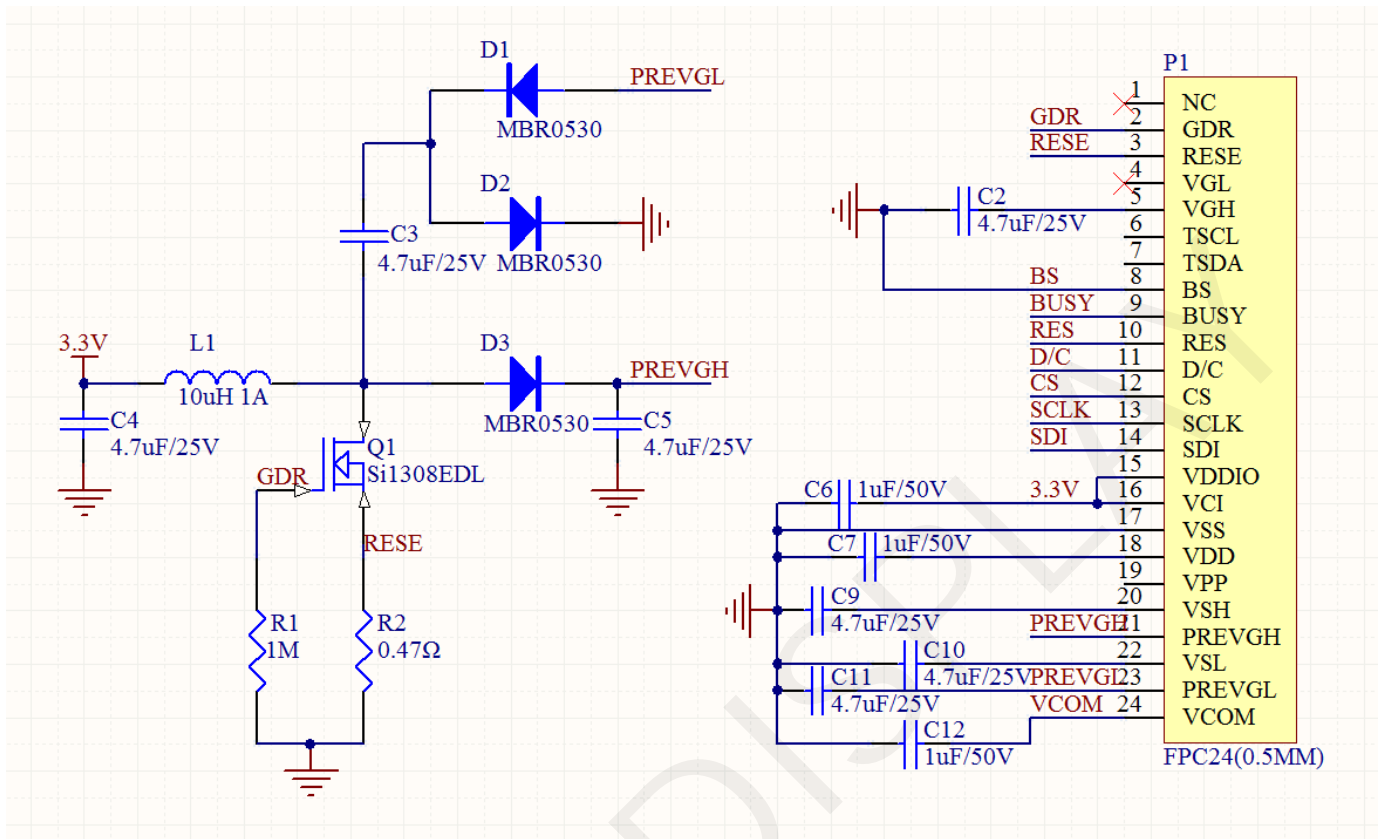 D1
PREVGL
MBR0530
D2
MBR0530
C3
4.7uF/25V
3.3V
L1
10uH 1A
D3
PREVGH
MBR0530
C4
4.7uF/25V
C5
4.7uF/25V
Q1
Si1308EDL
GDR
RESE
R1
1M
R2
0.47Ω
P1
1 NC
GDR 2 GDR
RESE 3 RESE
4 VGL
C2
4.7uF/25V
5 VGH
6 TSCL
7 TSDA
BS 8 BS
BUSY 9 BUSY
RES 10 RES
D/C 11 D/C
CS 12 CS
SCLK 13 SCLK
SDI 14 SDI
15 VDDIO
C6 1uF/50V 3.3V 16 VCI
17 VSS
C7 1uF/50V 18 VDD
19 VPP
C9
4.7uF/25V
20 VSH
PREVGH 21 PREVGH
C10
4.7uF/25V
22 VSL
C11
4.7uF/25V
PREVGL 23 PREVGL
VCOM 24 VCOM
C12
1uF/50V
FPC24(0.5MM)
DISPLAY